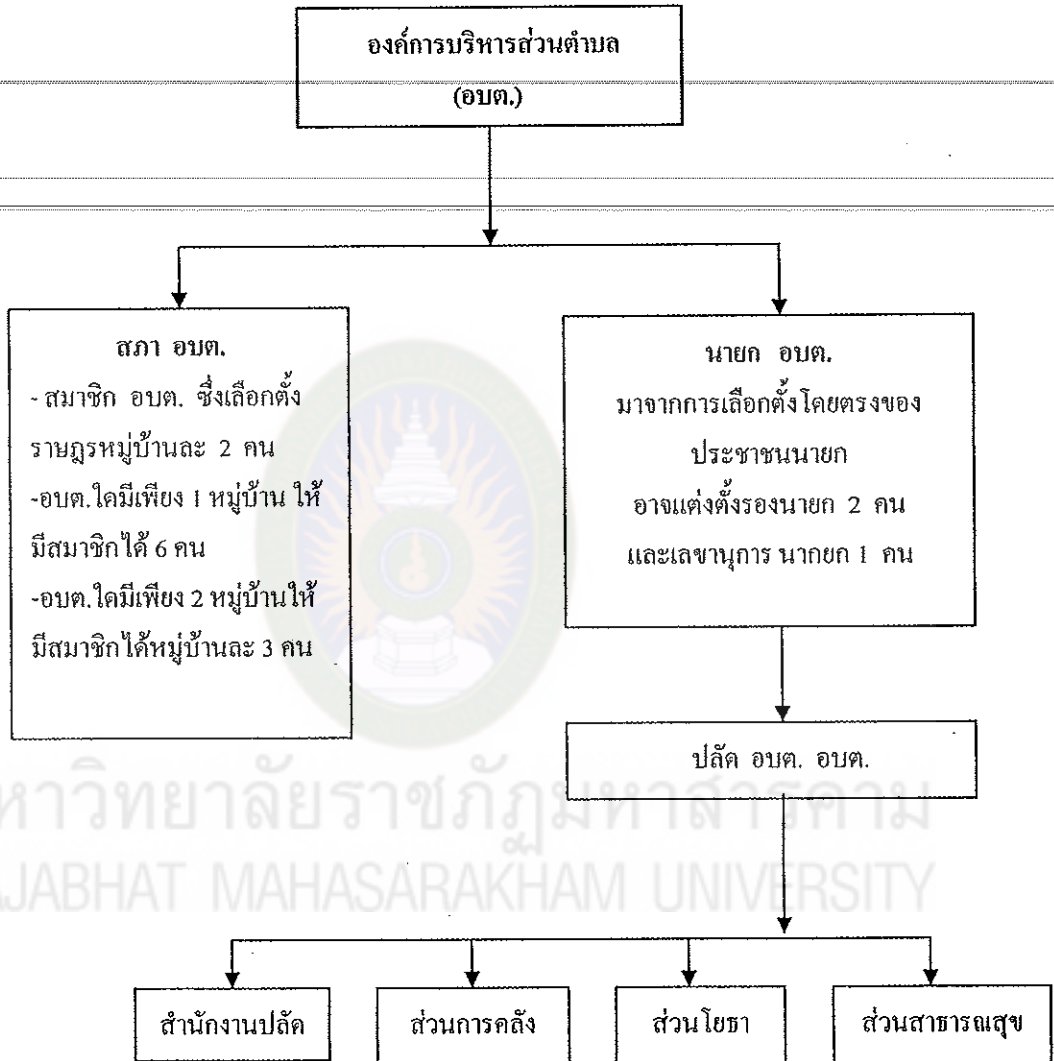 องค์การบริหารส่วนตำบล
(อบต.)
สภา อบต.
- สมาชิก อบต. ซึ่งเลือกตั้ง
ราษฎรหมู่บ้านละ 2 คน
-อบต.ใดมีเพียง 1 หมู่บ้าน ให้
มีสมาชิกได้ 6 คน
-อบต.ใดมีเพียง 2 หมู่บ้านให้
มีสมาชิกได้หมู่บ้านละ 3 คน
นายก อบต.
มาจากการเลือกตั้งโดยตรงของ
ประชาชนนายก
อาจแต่งตั้งรองนายก 2 คน
และเลขานุการ นากยก 1 คน
ปลัด อบต. อบต.
หาวิทยาลัยราชภัฏมหาสารคาม
AJABHAT MAHASARAKHAM UNIVERSITY
สำนักงานปลัด
ส่วนการคลัง
ส่วนโยธา
ส่วนสาธารณสุข